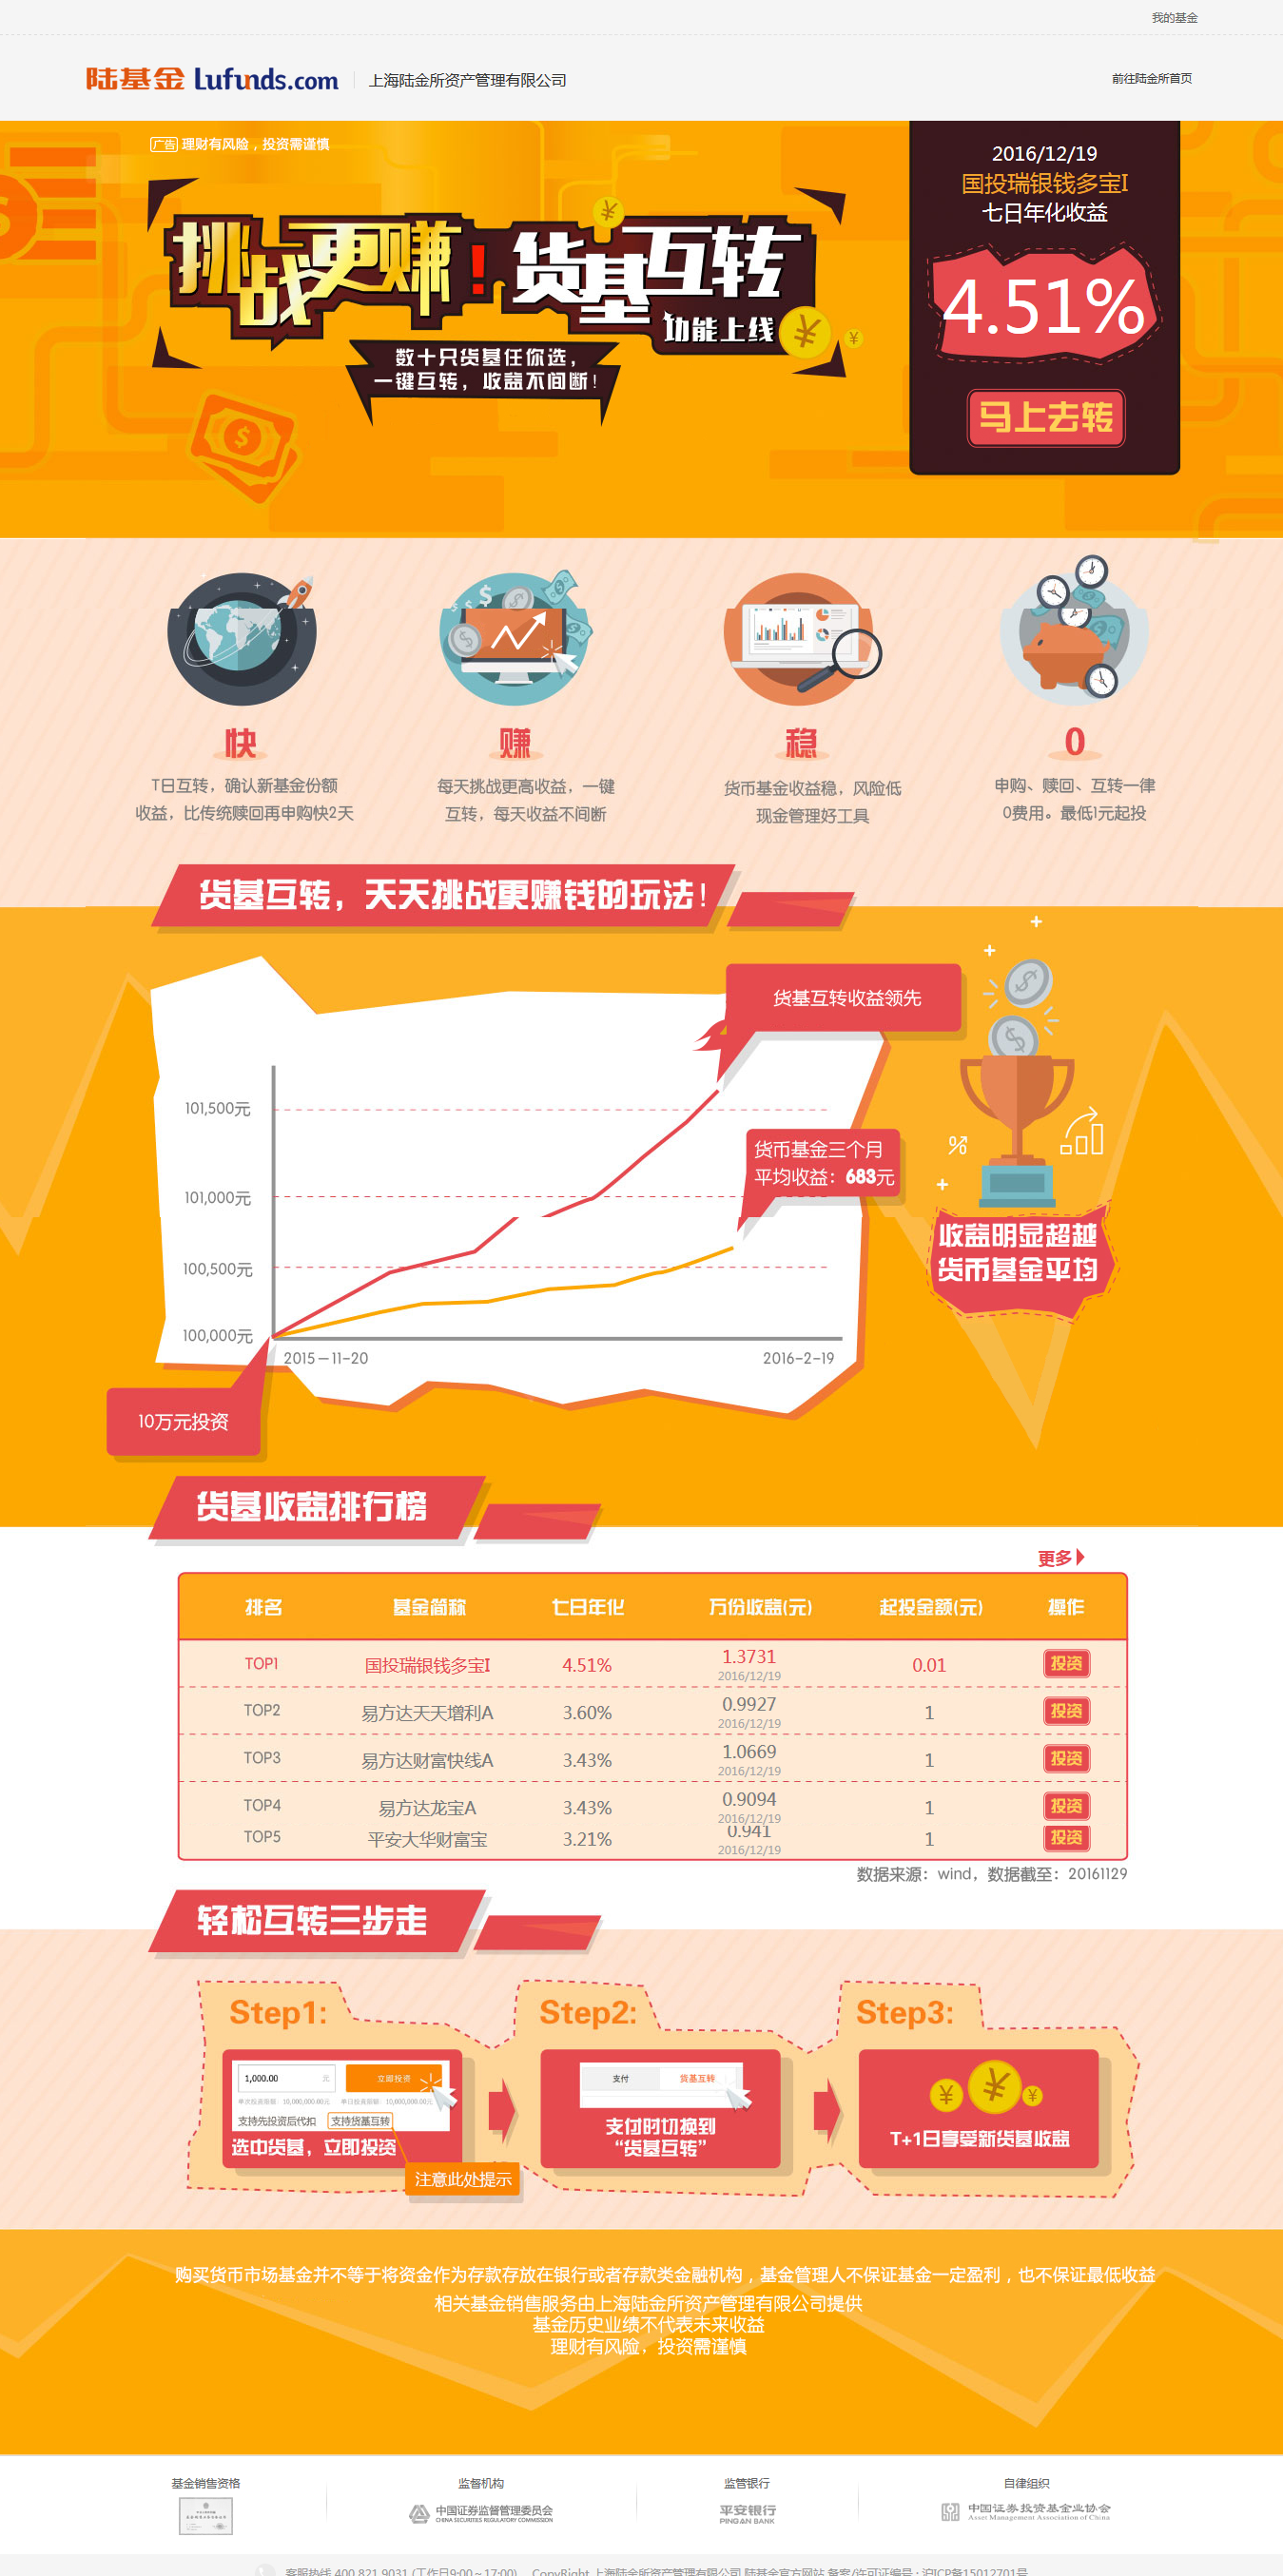 我的基金
陆基金 Lufunds.com 上海陆金所资产管理有限公司
前往陆金所首页
广告 理财有风险，投资需谨慎
挑战更赚！货基互转
功能上线
数十只货基任你选，
一键互转，收益不间断！
2016/12/19
国投瑞银钱多宝I
七日年化收益
4.51%
马上去转
快
T日互转，确认新基金份额
收益，比传统赎回再申购快2天
赚
每天挑战更高收益，一键
互转，每天收益不间断
稳
货币基金收益稳，风险低
现金管理好工具
0
申购、赎回、互转一律
0费用。最低1元起投
货基互转，天天挑战更赚钱的玩法！
货基互转收益领先
101,500元
货币基金三个月
平均收益：683元
101,000元
100,500元
100,000元
2015－11-20
2016-2-19
10万元投资
收益明显超越
货币基金平均
货基收益排行榜
更多
排名 基金简称 七日年化 万份收益(元) 起投金额(元) 操作
TOP1 国投瑞银钱多宝I 4.51% 1.3731 0.01 投资
2016/12/19
TOP2 易方达天天增利A 3.60% 0.9927 1 投资
2016/12/19
TOP3 易方达财富快线A 3.43% 1.0669 1 投资
2016/12/19
TOP4 易方达龙宝A 3.43% 0.9094 1 投资
2016/12/19
TOP5 平安大华财富宝 3.21% 0.941 1 投资
2016/12/19
数据来源：wind，数据截至：20161129
轻松互转三步走
Step1:
1,000.00 元 立即投资
单次投资限额：10,000,000.00元 单日投资限额：10,000,000.00元
支持先投资后代扣 支持货基互转
选中货基，立即投资
注意此处提示
Step2:
支付 货基互转
支付时切换到
“货基互转”
Step3:
T+1日享受新货基收益
购买货币市场基金并不等于将资金作为存款存放在银行或者存款类金融机构，基金管理人不保证基金一定盈利，也不保证最低收益
相关基金销售服务由上海陆金所资产管理有限公司提供
基金历史业绩不代表未来收益
理财有风险，投资需谨慎
基金销售资格
监督机构
中国证券监督管理委员会
CHINA SECURITIES REGULATORY COMMISSION
监管银行
平安银行
PINGAN BANK
自律组织
中国证券投资基金业协会
Asset Management Association of China
客服热线 400 821 9031 (工作日9:00～17:00) CopyRight 上海陆金所资产管理有限公司 陆基金官方网站 备案/许可证编号：沪ICP备15012701号